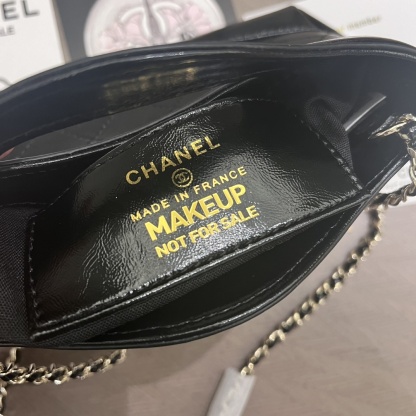 CHANEL
MADE IN FRANCE
MAKEUP
NOT FOR SALE